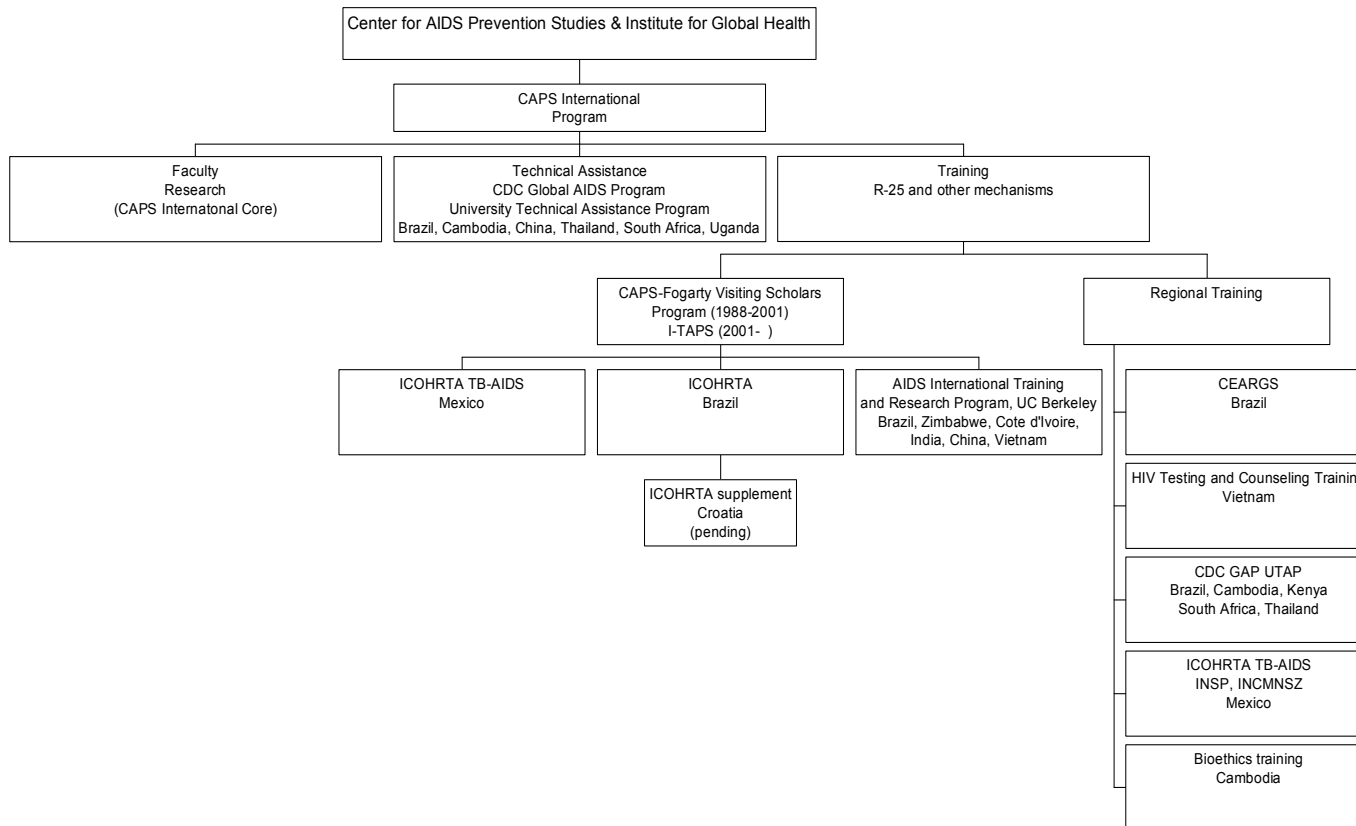 Center for AIDS Prevention Studies & Institute for Global Health
CAPS International
Program
Faculty
Research
(CAPS Internatonal Core)
Technical Assistance
CDC Global AIDS Program
University Technical Assistance Program
Brazil, Cambodia, China, Thailand, South Africa, Uganda
Training
R-25 and other mechanisms
CAPS-Fogarty Visiting Scholars
Program (1988-2001)
I-TAPS (2001- )
Regional Training
ICOHRTA TB-AIDS
Mexico
ICOHRTA
Brazil
AIDS International Training
and Research Program, UC Berkeley
Brazil, Zimbabwe, Cote d'Ivoire,
India, China, Vietnam
ICOHRTA supplement
Croatia
(pending)
CEARGS
Brazil
HIV Testing and Counseling Trainin
Vietnam
CDC GAP UTAP
Brazil, Cambodia, Kenya
South Africa, Thailand
ICOHRTA TB-AIDS
INSP, INCMNSZ
Mexico
Bioethics training
Cambodia